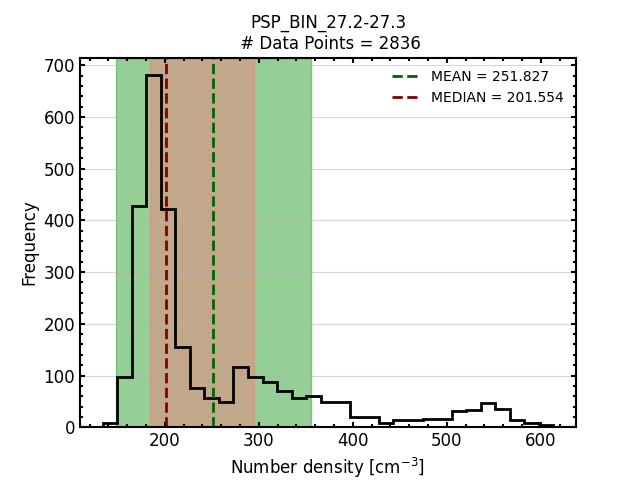 PSP_BIN_27.2-27.3
# Data Points = 2836
MEAN = 251.827
MEDIAN = 201.554
700
600
500
400
300
200
100
0
Frequency
200 300 400 500 600
Number density [cm⁻³]